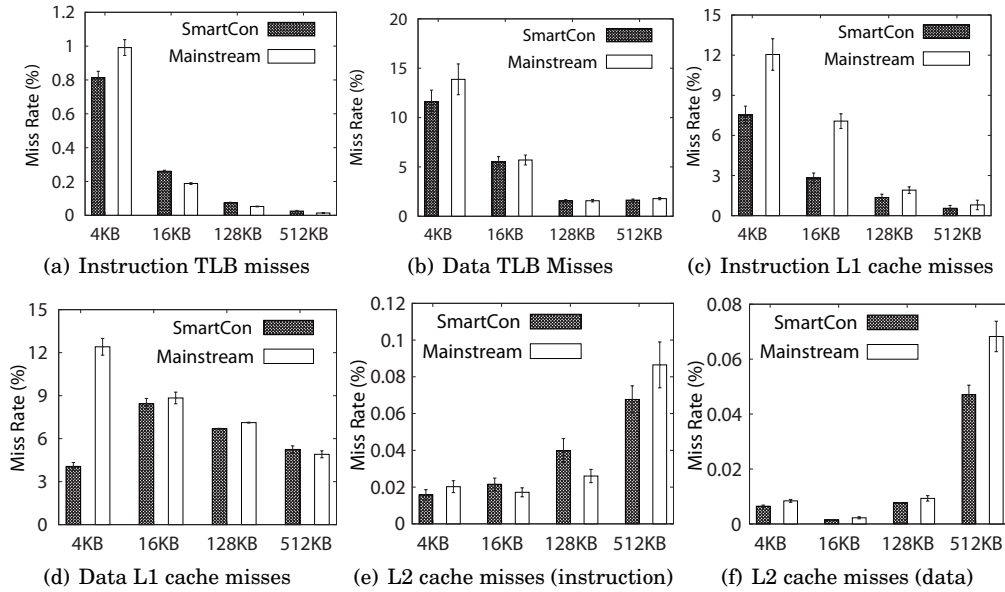 1.2
1
0.8
0.6
0.4
0.2
0
Miss Rate (%)
SmartCon
Mainstream
4KB 16KB 128KB 512KB
(a) Instruction TLB misses
20
15
10
5
0
Miss Rate (%)
SmartCon
Mainstream
4KB 16KB 128KB 512KB
(b) Data TLB Misses
15
12
9
6
3
0
Miss Rate (%)
SmartCon
Mainstream
4KB 16KB 128KB 512KB
(c) Instruction L1 cache misses
15
12
9
6
3
0
Miss Rate (%)
SmartCon
Mainstream
4KB 16KB 128KB 512KB
(d) Data L1 cache misses
0.12
0.1
0.08
0.06
0.04
0.02
0
Miss Rate (%)
SmartCon
Mainstream
4KB 16KB 128KB 512KB
(e) L2 cache misses (instruction)
0.08
0.06
0.04
0.02
0
Miss Rate (%)
SmartCon
Mainstream
4KB 16KB 128KB 512KB
(f) L2 cache misses (data)